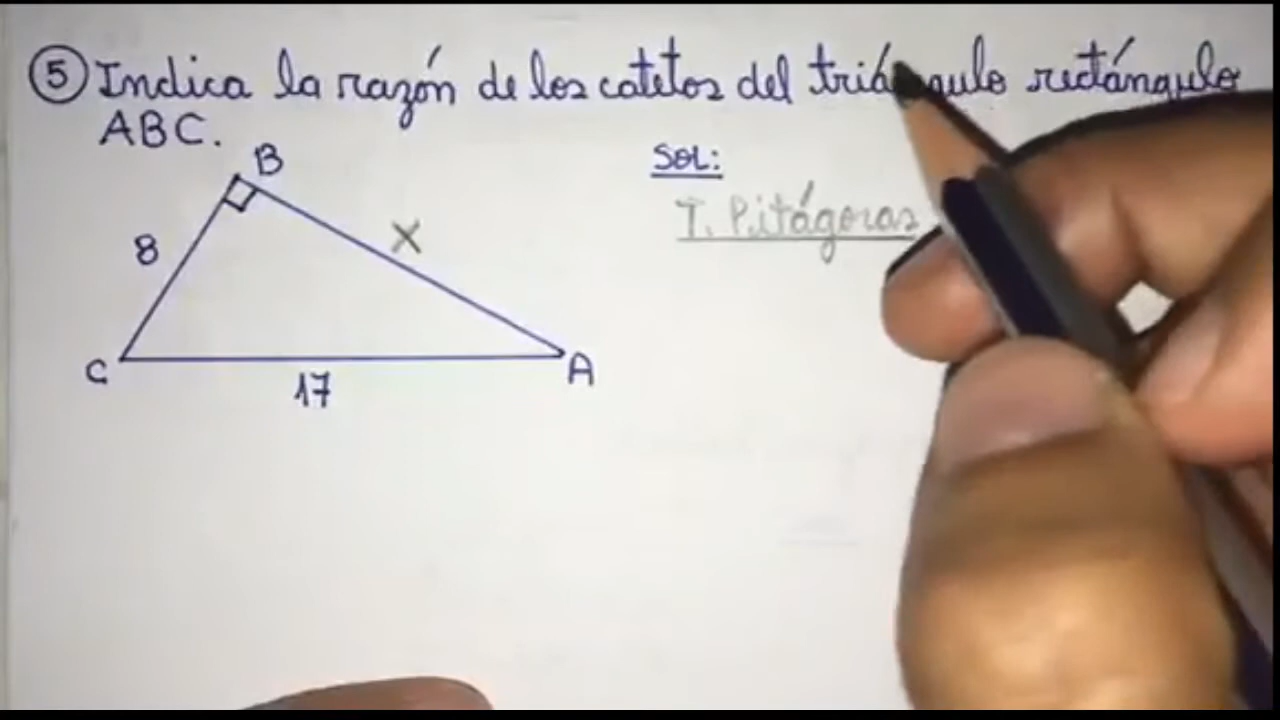 5 Indica la razón de los catetos del triángulo rectángulo
ABC.
B
SOL:
T. Pitágoras
X
8
C
A
17